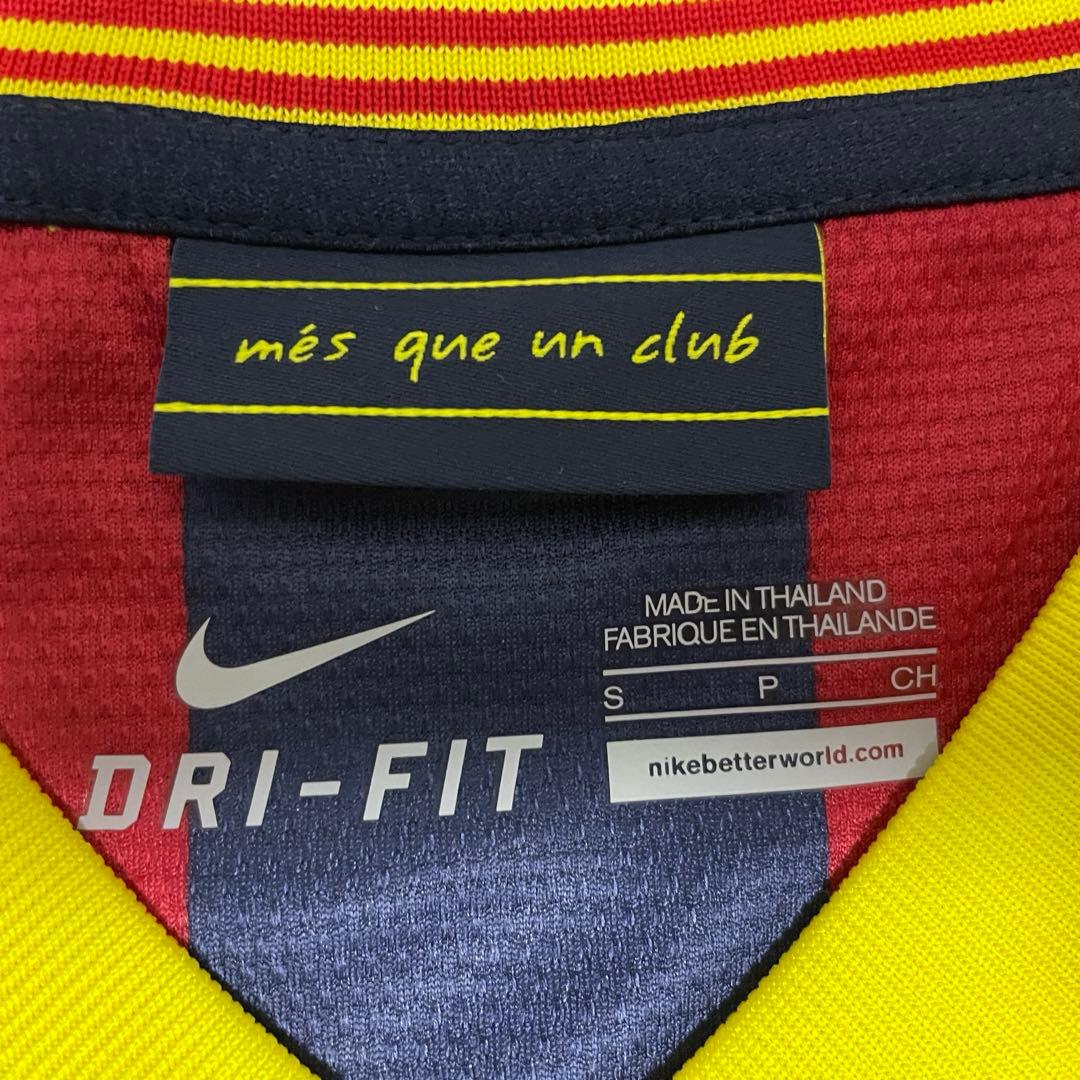 més que un club
MADE IN THAILAND
FABRIQUE EN THAILANDE
S P CH
nikebetterworld.com
DRI-FIT